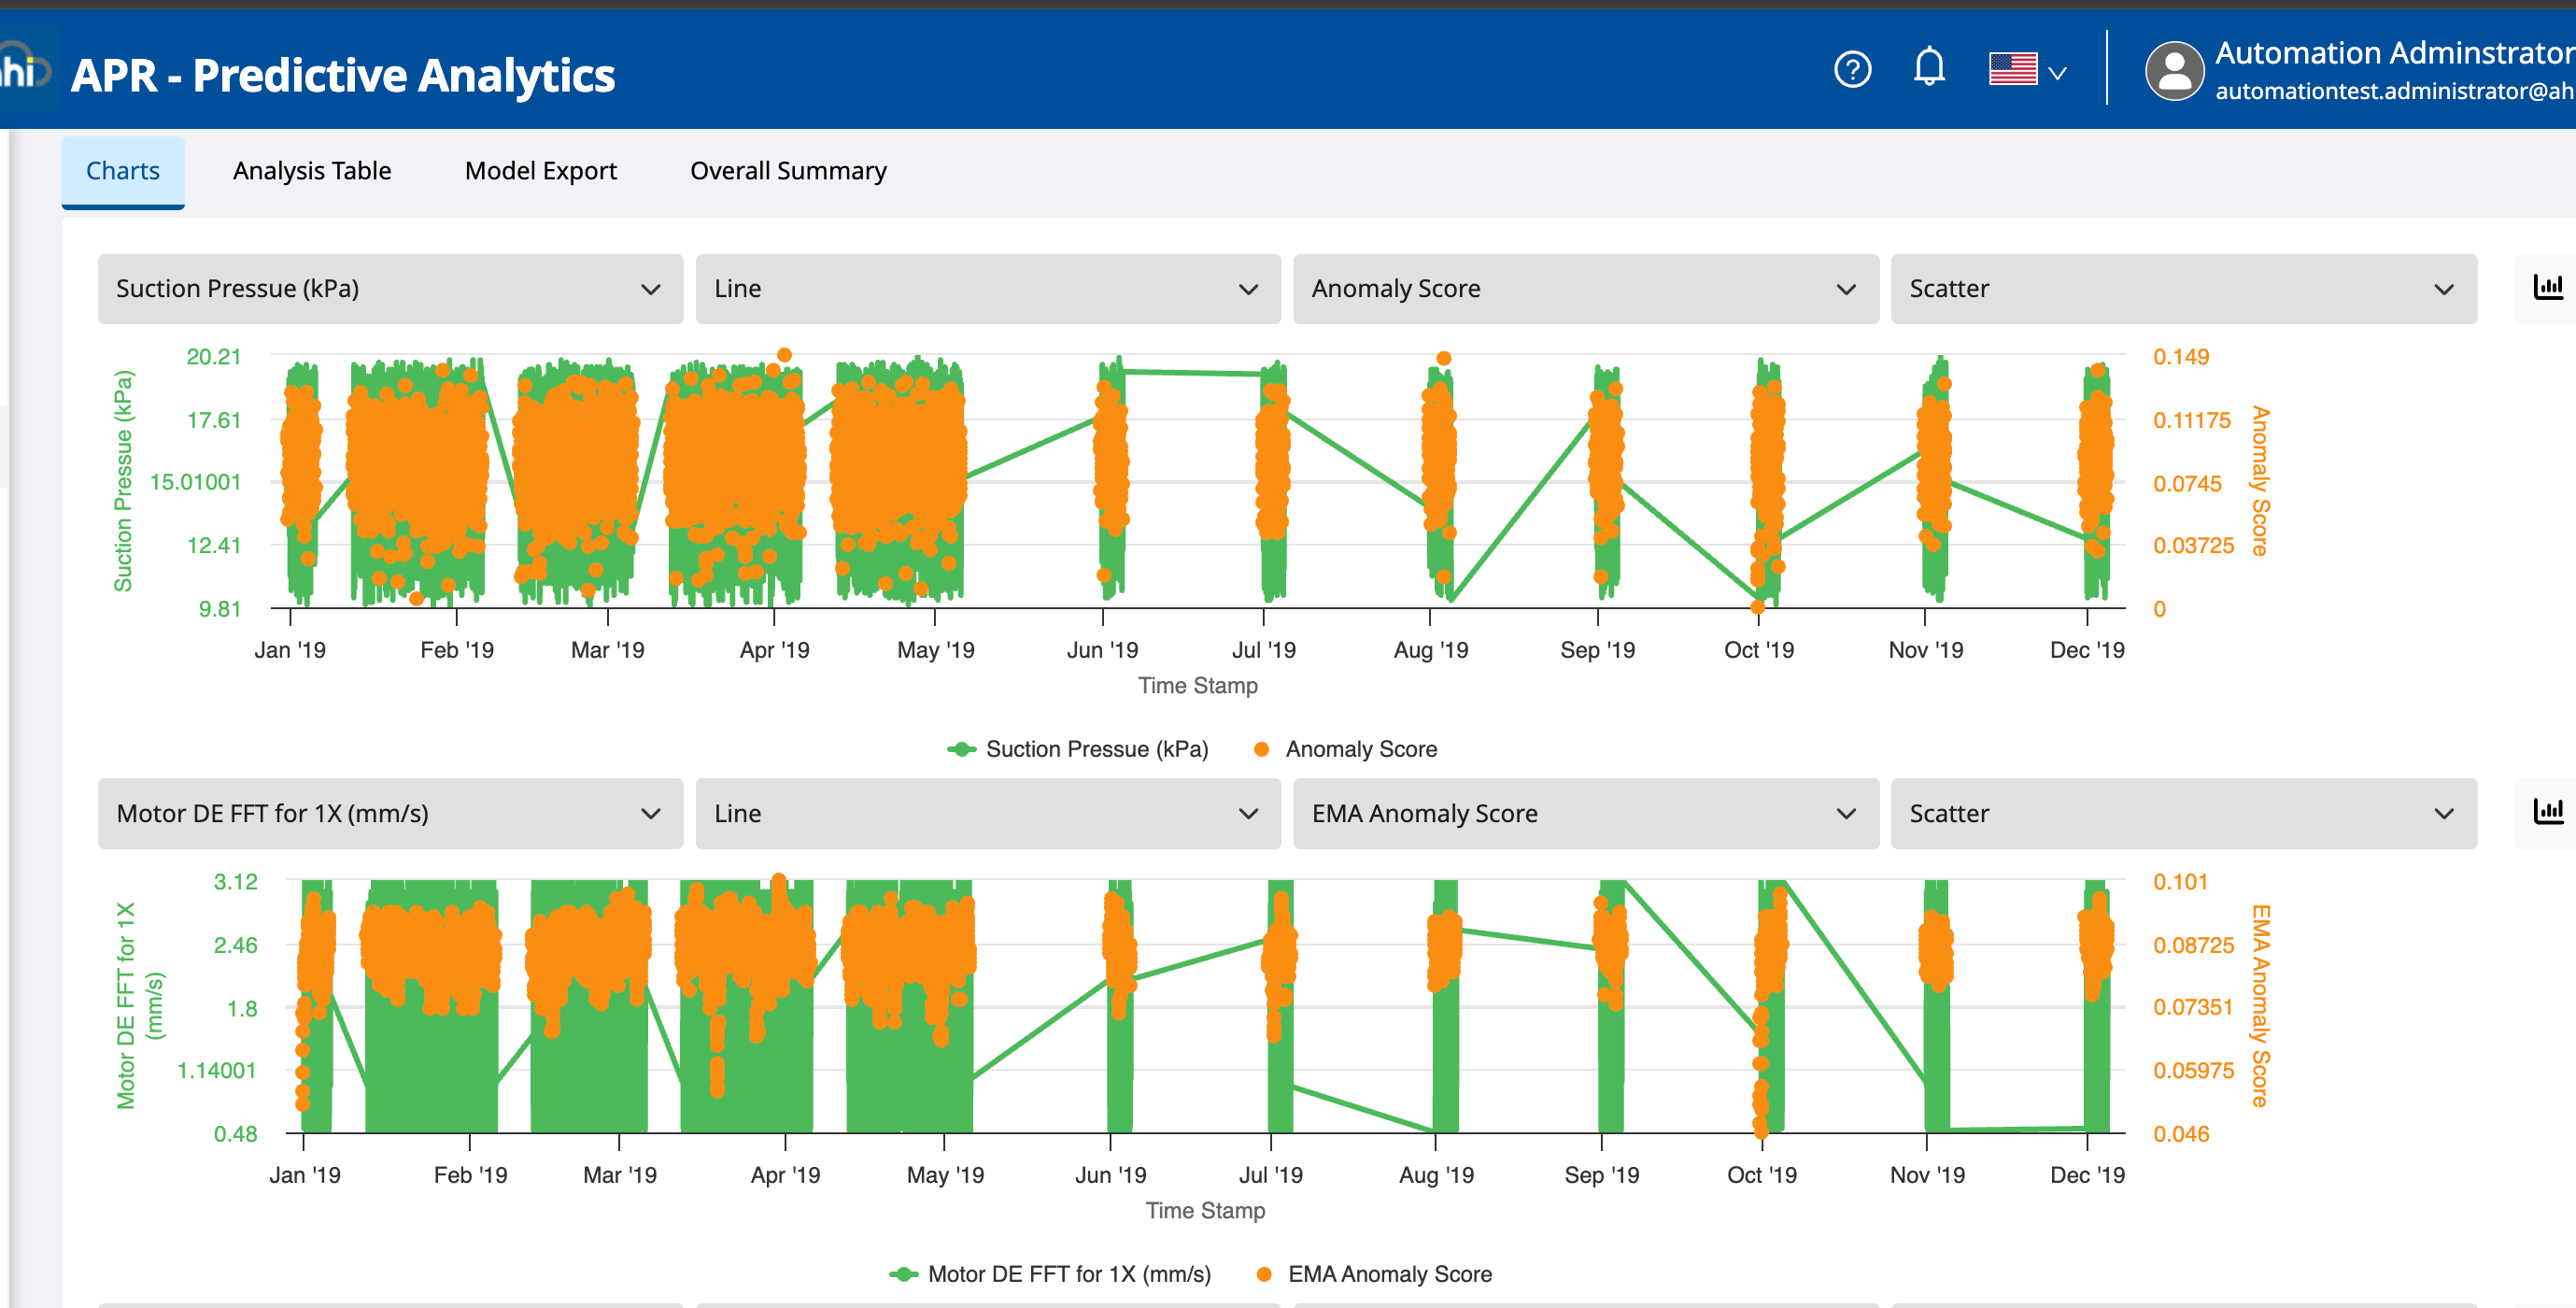 ahi
APR - Predictive Analytics
Automation Adminstrator
automationtest.administrator@ah
Charts
Analysis Table
Model Export
Overall Summary
Suction Pressue (kPa)
Line
Anomaly Score
Scatter
Suction Pressue (kPa)
20.21
17.61
15.01001
12.41
9.81
0.149
0.11175
0.0745
0.03725
0
Anomaly Score
Jan '19
Feb '19
Mar '19
Apr '19
May '19
Jun '19
Jul '19
Aug '19
Sep '19
Oct '19
Nov '19
Dec '19
Time Stamp
Suction Pressue (kPa)
Anomaly Score
Motor DE FFT for 1X (mm/s)
Line
EMA Anomaly Score
Scatter
Motor DE FFT for 1X
(mm/s)
3.12
2.46
1.8
1.14001
0.48
0.101
0.08725
0.07351
0.05975
0.046
EMA Anomaly Score
Jan '19
Feb '19
Mar '19
Apr '19
May '19
Jun '19
Jul '19
Aug '19
Sep '19
Oct '19
Nov '19
Dec '19
Time Stamp
Motor DE FFT for 1X (mm/s)
EMA Anomaly Score